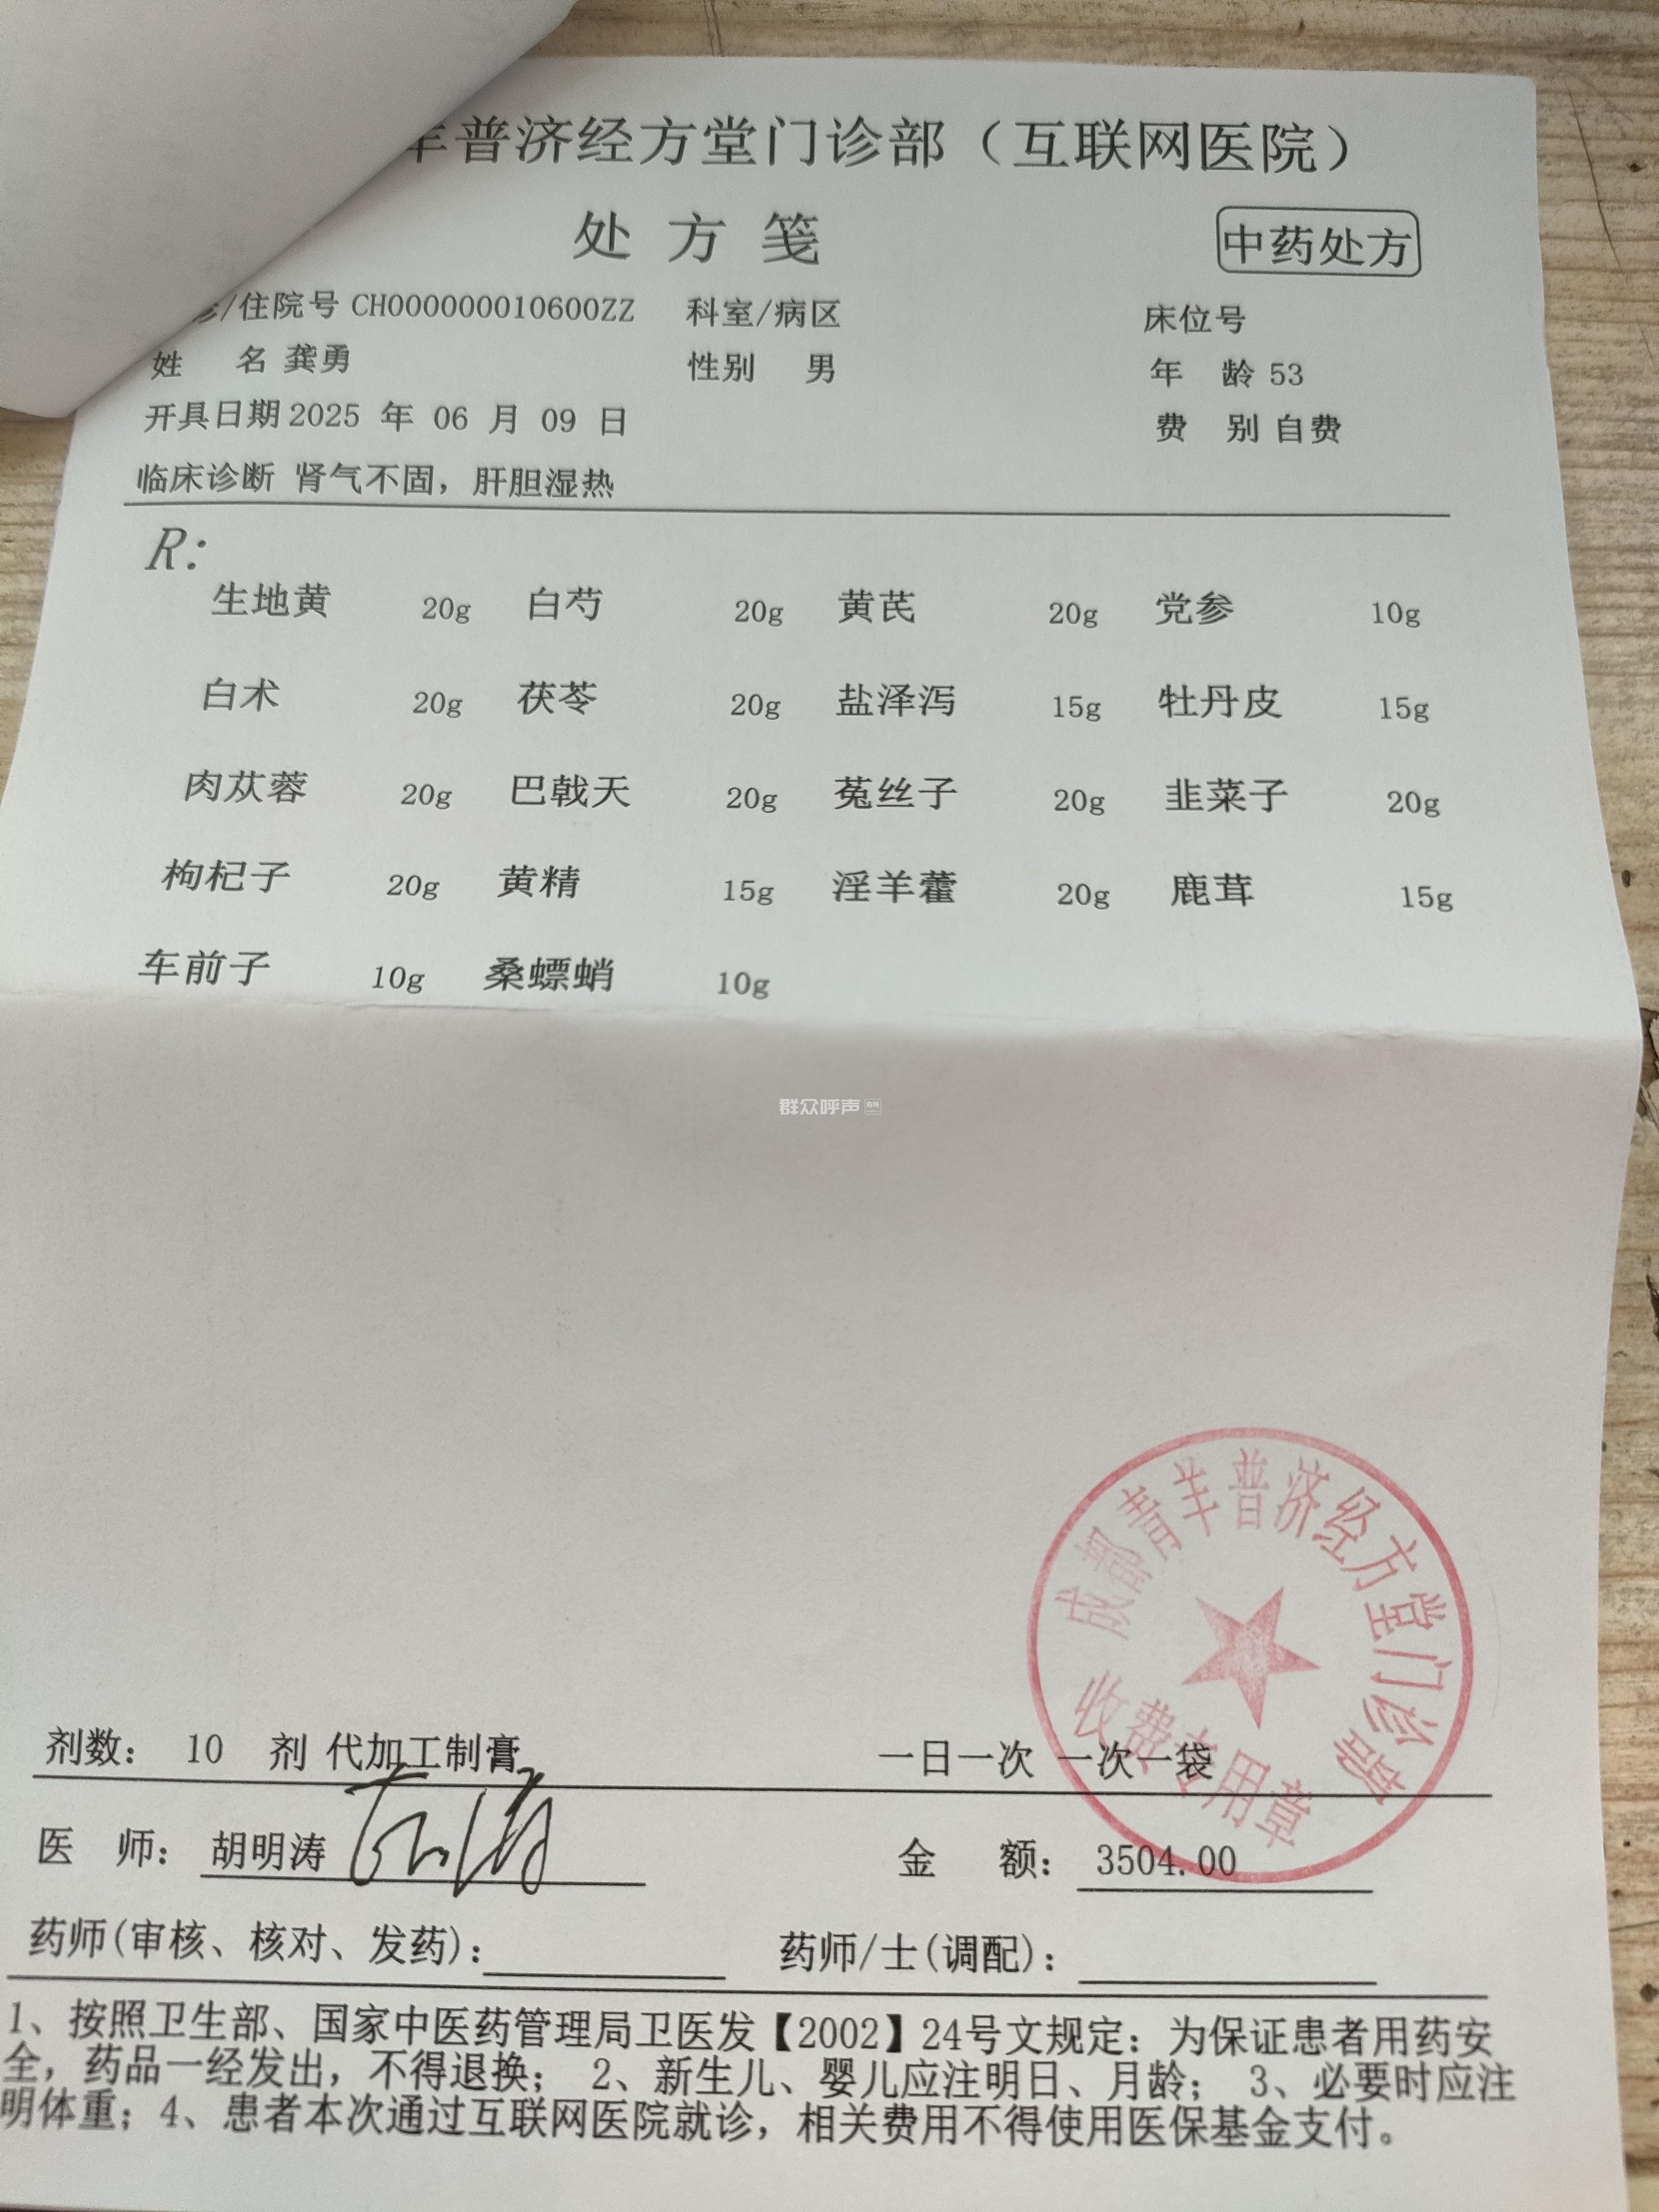 普济经方堂门诊部（互联网医院）
处方笺
中药处方
/住院号 CH000000010600ZZ 科室/病区 床位号
姓 名 龚勇 性别 男 年 龄 53
开具日期 2025 年 06 月 09 日 费 别 自费
临床诊断 肾气不固，肝胆湿热
R:
生地黄 20g 白芍 20g 黄芪 20g 党参 10g
白术 20g 茯苓 20g 盐泽泻 15g 牡丹皮 15g
肉苁蓉 20g 巴戟天 20g 菟丝子 20g 韭菜子 20g
枸杞子 20g 黄精 15g 淫羊藿 20g 鹿茸 15g
车前子 10g 桑螵蛸 10g
群众呼声
成都青羊普济经方堂门诊部
收费专用章
剂数： 10 剂 代加工制膏 一日一次 一次一袋
医 师： 胡明涛 金 额： 3504.00
药师(审核、核对、发药)： 药师/士(调配)：
1、按照卫生部、国家中医药管理局卫医发【2002】24号文规定：为保证患者用药安
全，药品一经发出，不得退换； 2、新生儿、婴儿应注明日、月龄； 3、必要时应注
明体重；4、患者本次通过互联网医院就诊，相关费用不得使用医保基金支付。